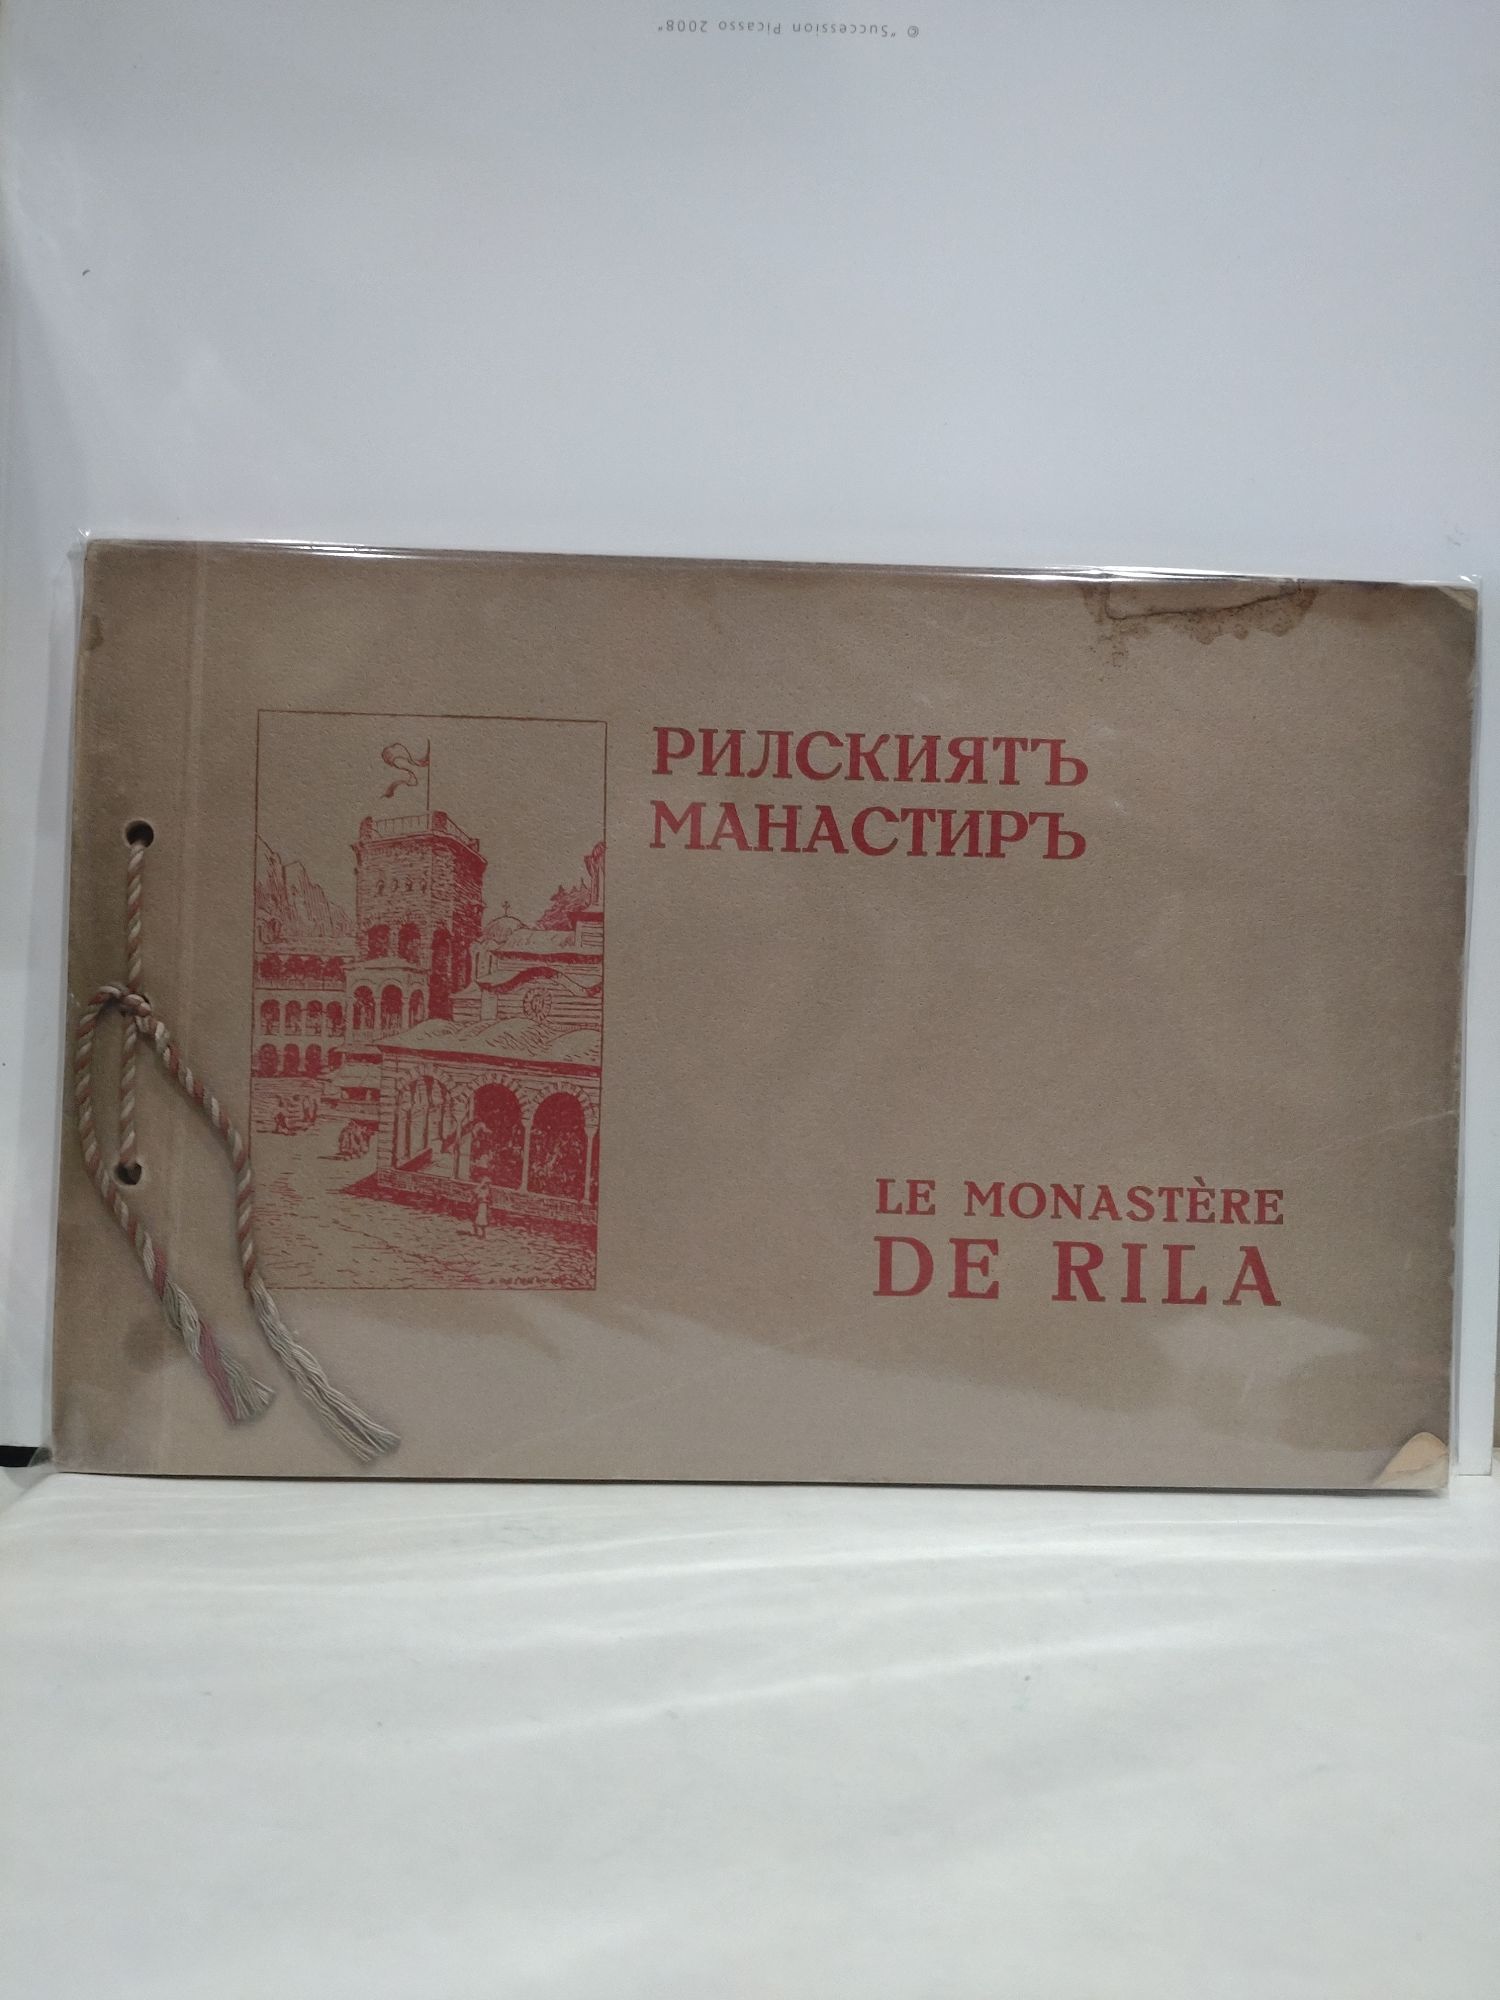 © "Succession Picasso 2008"
РИЛСКИЯТЪ
МАНАСТИРЪ
LE MONASTÈRE
DE RILA